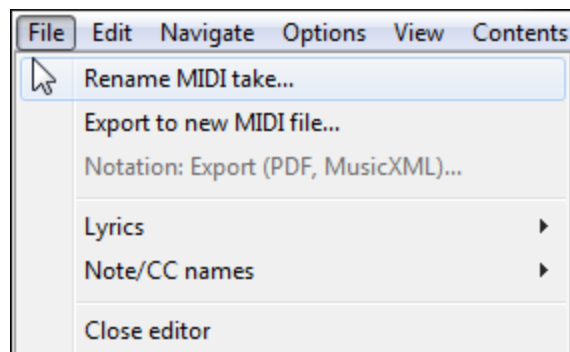 File Edit Navigate Options View Contents
Rename MIDI take...
Export to new MIDI file...
Notation: Export (PDF, MusicXML)...
Lyrics
Note/CC names
Close editor